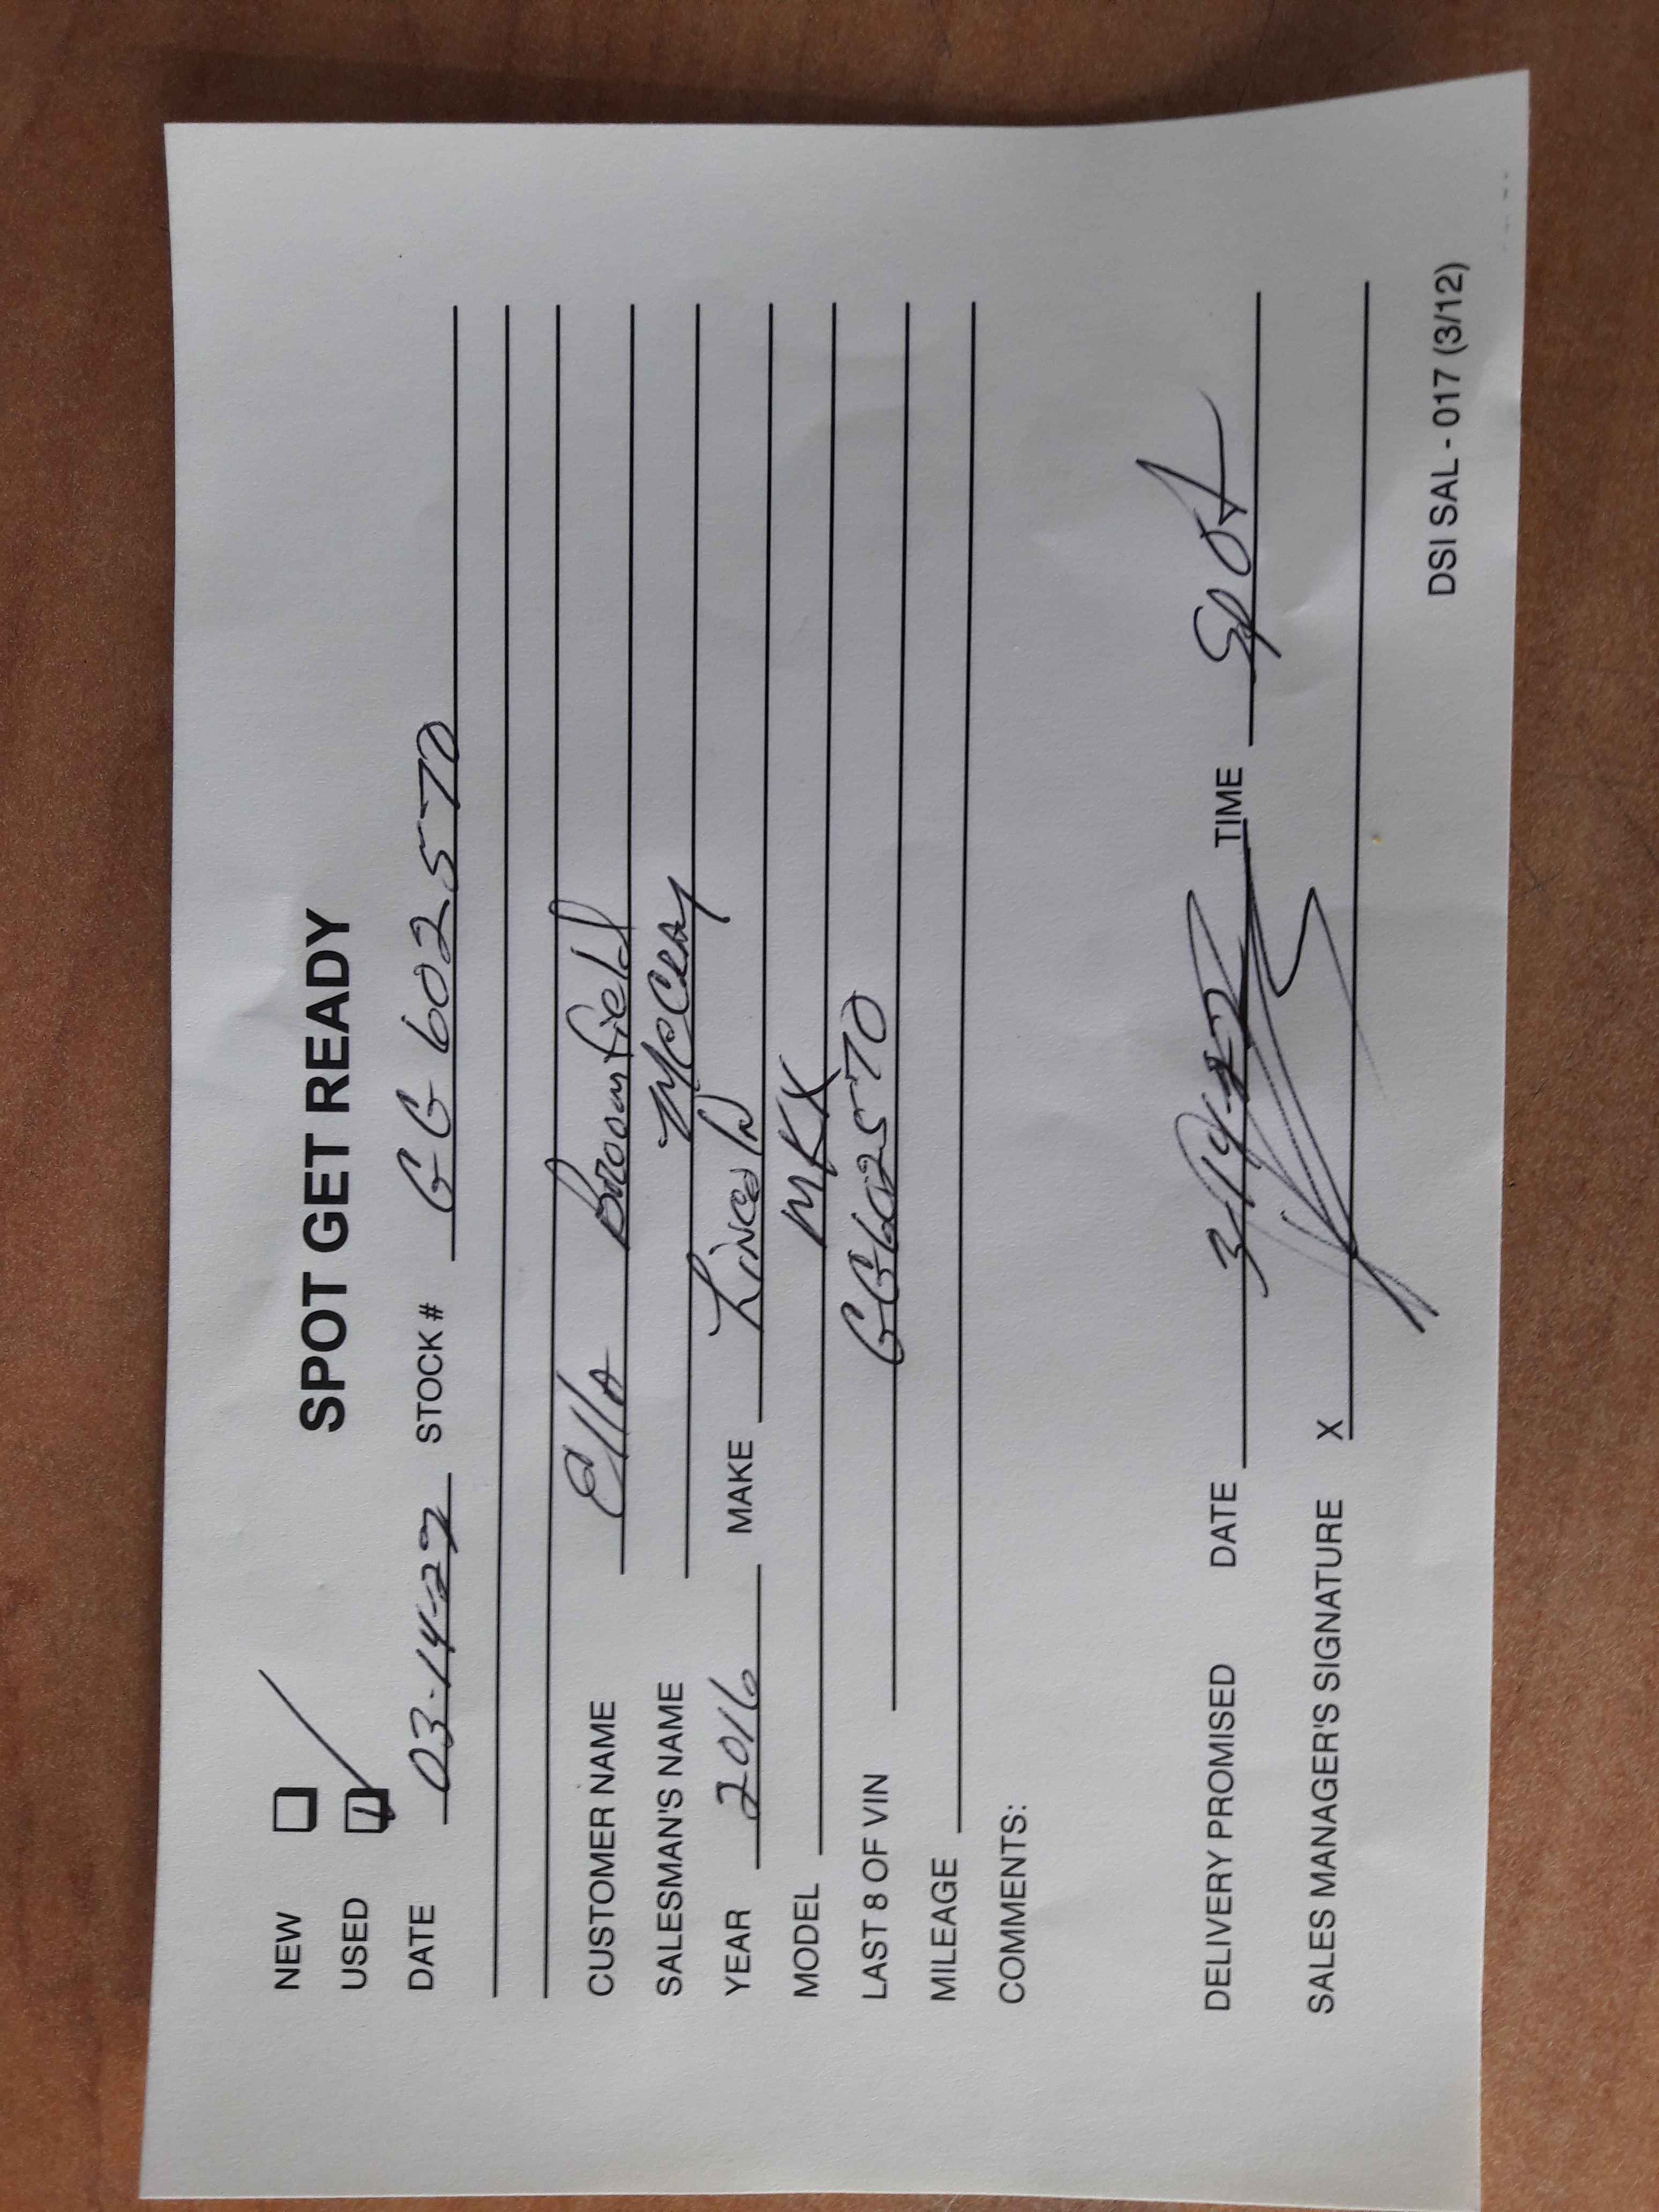 SPOT GET READY
NEW
USED
DATE 03-14-22 STOCK # GG602570
CUSTOMER NAME Ella Broomfield
SALESMAN'S NAME McCray
YEAR 2016 MAKE Lincoln
MODEL MKX
LAST 8 OF VIN GG602570
MILEAGE
COMMENTS:
DELIVERY PROMISED DATE 3-14-22 TIME Spot
SALES MANAGER'S SIGNATURE X
DSI SAL - 017 (3/12)